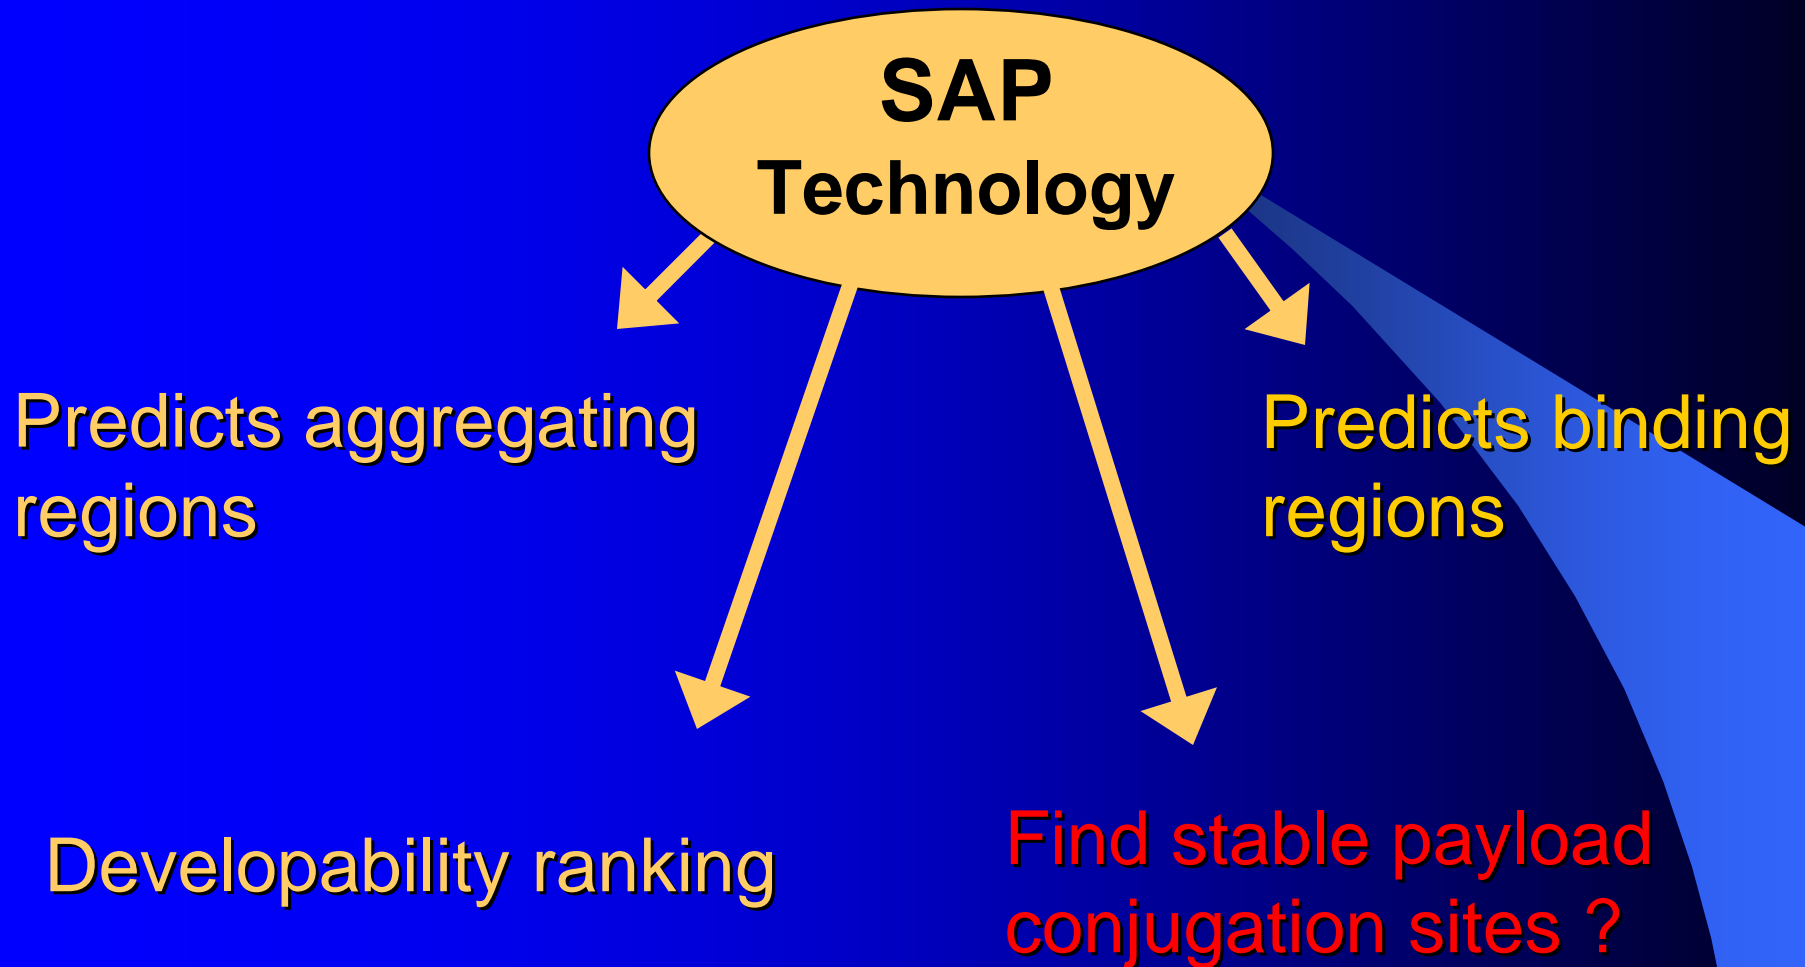 SAP
Technology
Predicts aggregating
regions
Predicts binding
regions
Developability ranking
Find stable payload
conjugation sites ?